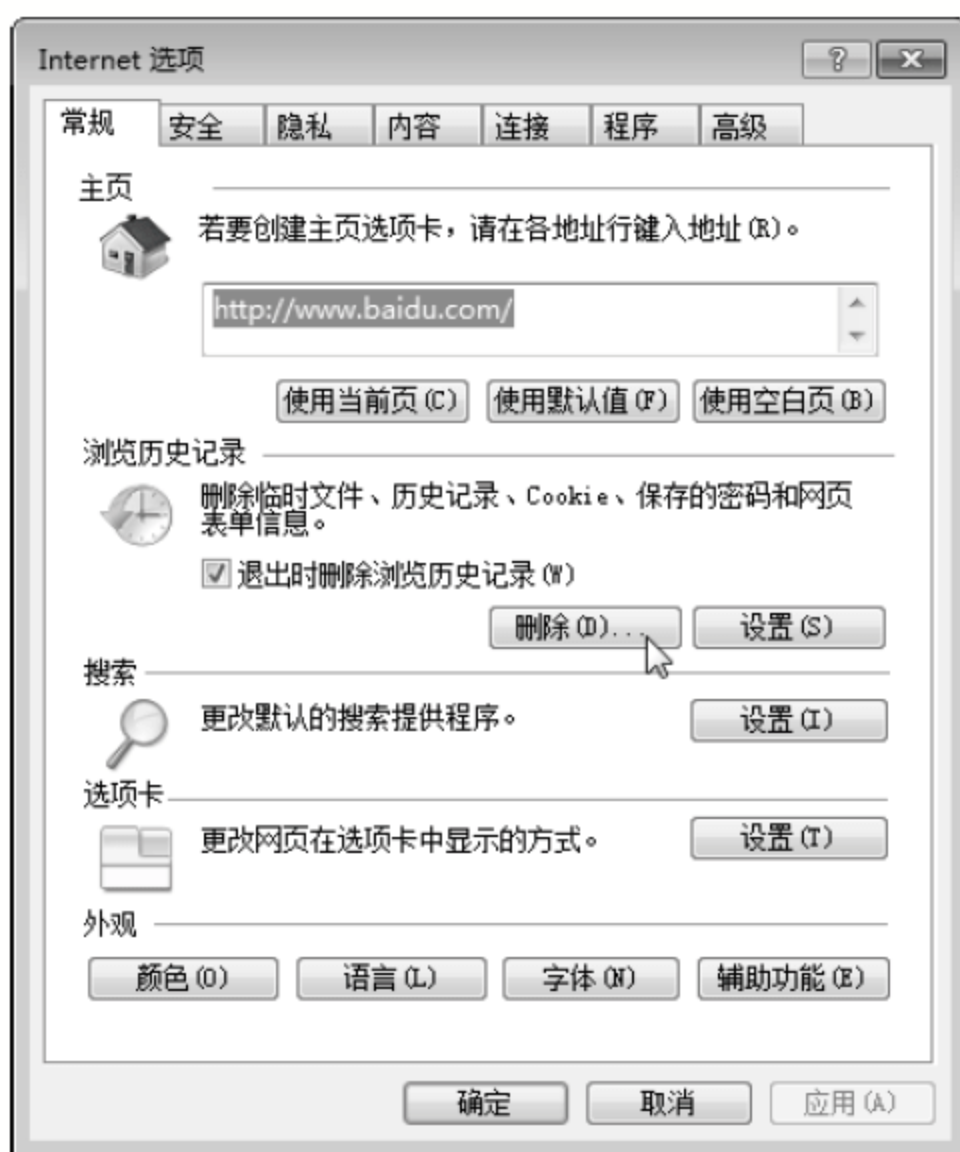 Internet 选项
常规 安全 隐私 内容 连接 程序 高级
主页
若要创建主页选项卡，请在各地址行键入地址(R)。
http://www.baidu.com/
使用当前页(C) 使用默认值(F) 使用空白页(B)
浏览历史记录
删除临时文件、历史记录、Cookie、保存的密码和网页
表单信息。
退出时删除浏览历史记录(W)
删除(D)... 设置(S)
搜索
更改默认的搜索提供程序。 设置(I)
选项卡
更改网页在选项卡中显示的方式。 设置(T)
外观
颜色(O) 语言(L) 字体(N) 辅助功能(E)
确定 取消 应用(A)